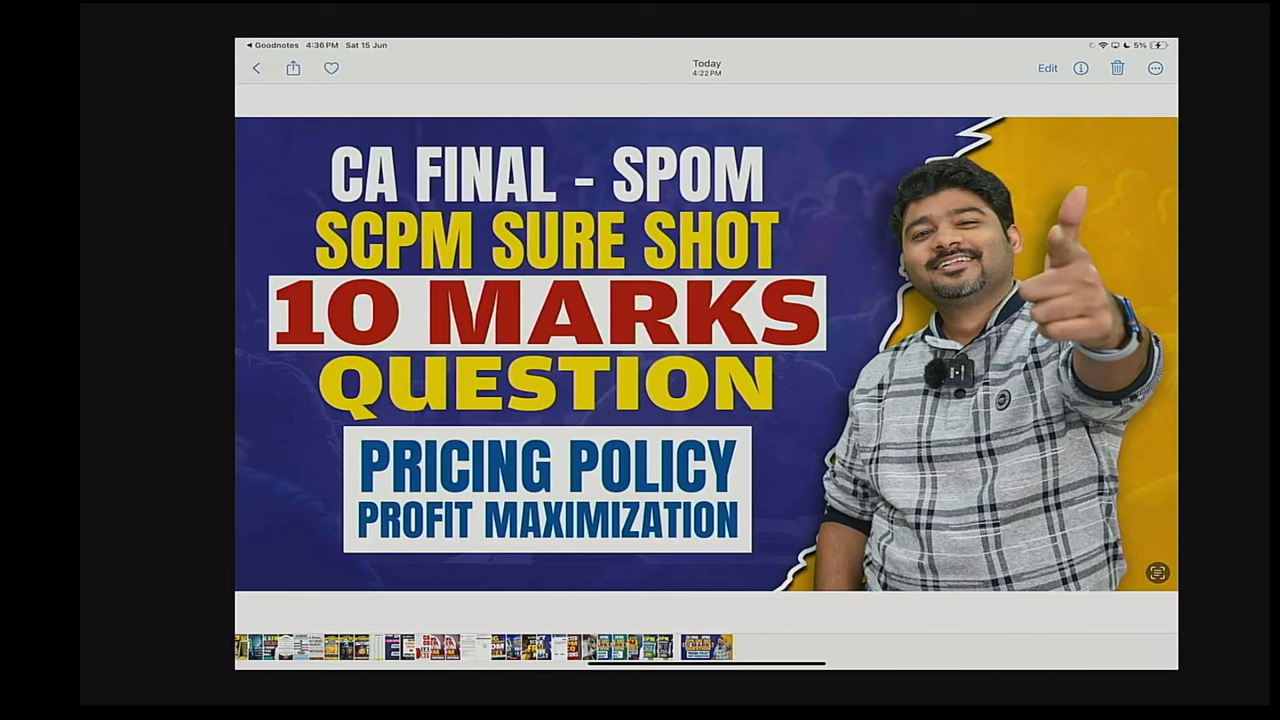 Goodnotes 4:36 PM Sat 15 Jun
5%
Today
4:22 PM
Edit
CA FINAL - SPOM
SCPM SURE SHOT
10 MARKS
QUESTION
PRICING POLICY
PROFIT MAXIMIZATION